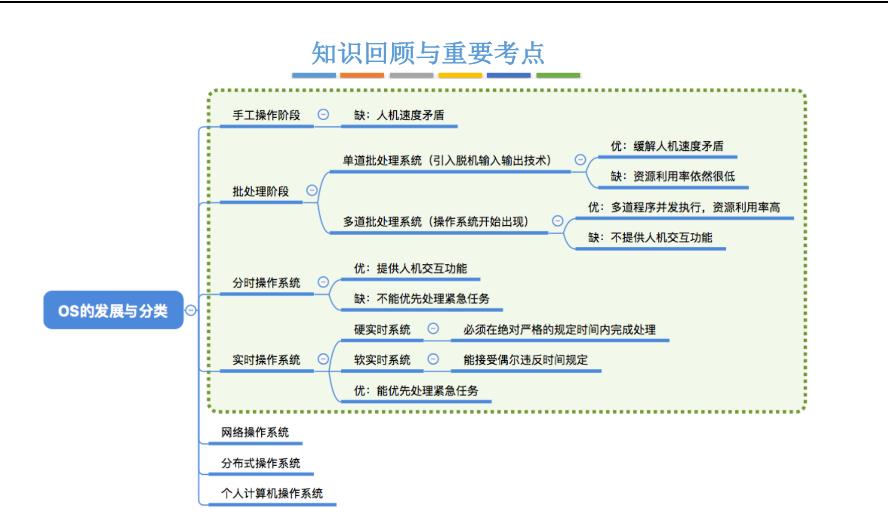 知识回顾与重要考点
手工操作阶段
缺：人机速度矛盾
批处理阶段
单道批处理系统（引入脱机输入输出技术）
优：缓解人机速度矛盾
缺：资源利用率依然很低
多道批处理系统（操作系统开始出现）
优：多道程序并发执行，资源利用率高
缺：不提供人机交互功能
OS的发展与分类
分时操作系统
优：提供人机交互功能
缺：不能优先处理紧急任务
实时操作系统
硬实时系统
必须在绝对严格的规定时间内完成处理
软实时系统
能接受偶尔违反时间规定
优：能优先处理紧急任务
网络操作系统
分布式操作系统
个人计算机操作系统